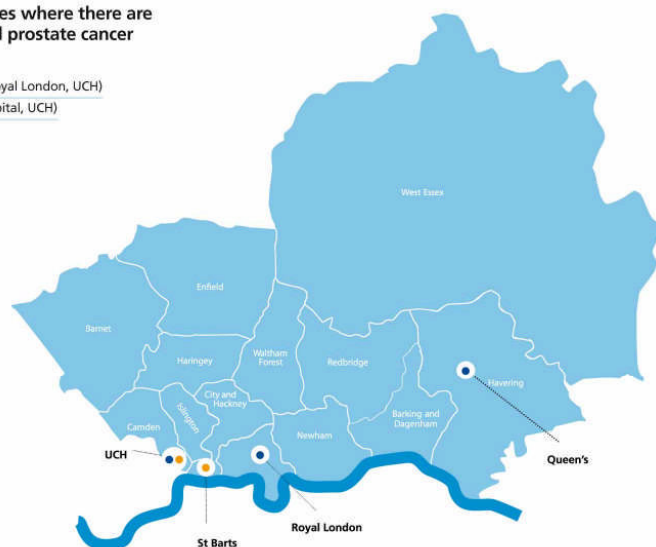 es where there are
l prostate cancer
yal London, UCH)
pital, UCH)
West Essex
Enfield
Barnet
Haringey
Waltham
Forest
Redbridge
Havering
City and
Hackney
Islington
Camden
Newham
Barking and
Dagenham
UCH
Queen's
Royal London
St Barts